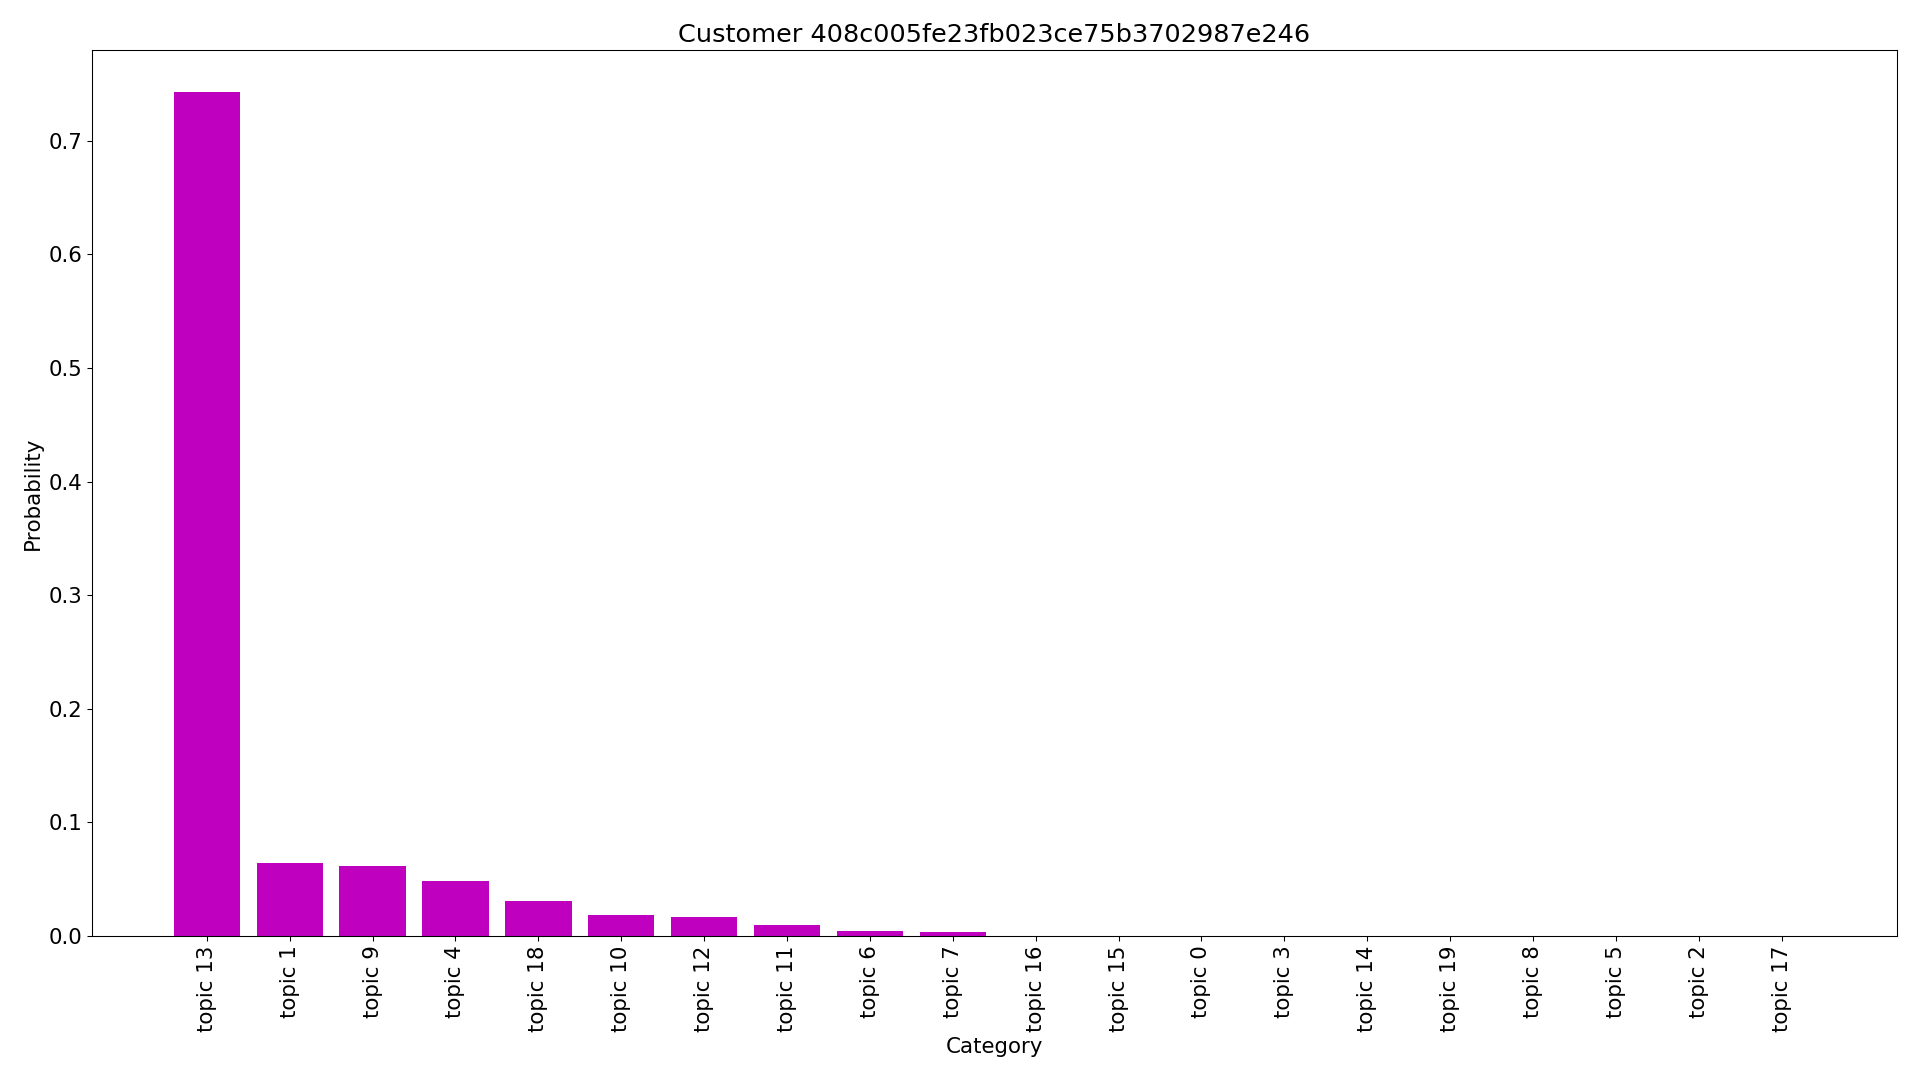 Customer 408c005fe23fb023ce75b3702987e246
Probability
0.7
0.6
0.5
0.4
0.3
0.2
0.1
0.0
topic 13
topic 1
topic 9
topic 4
topic 18
topic 10
topic 12
topic 11
topic 6
topic 7
topic 16
topic 15
topic 0
topic 3
topic 14
topic 19
topic 8
topic 5
topic 2
topic 17
Category